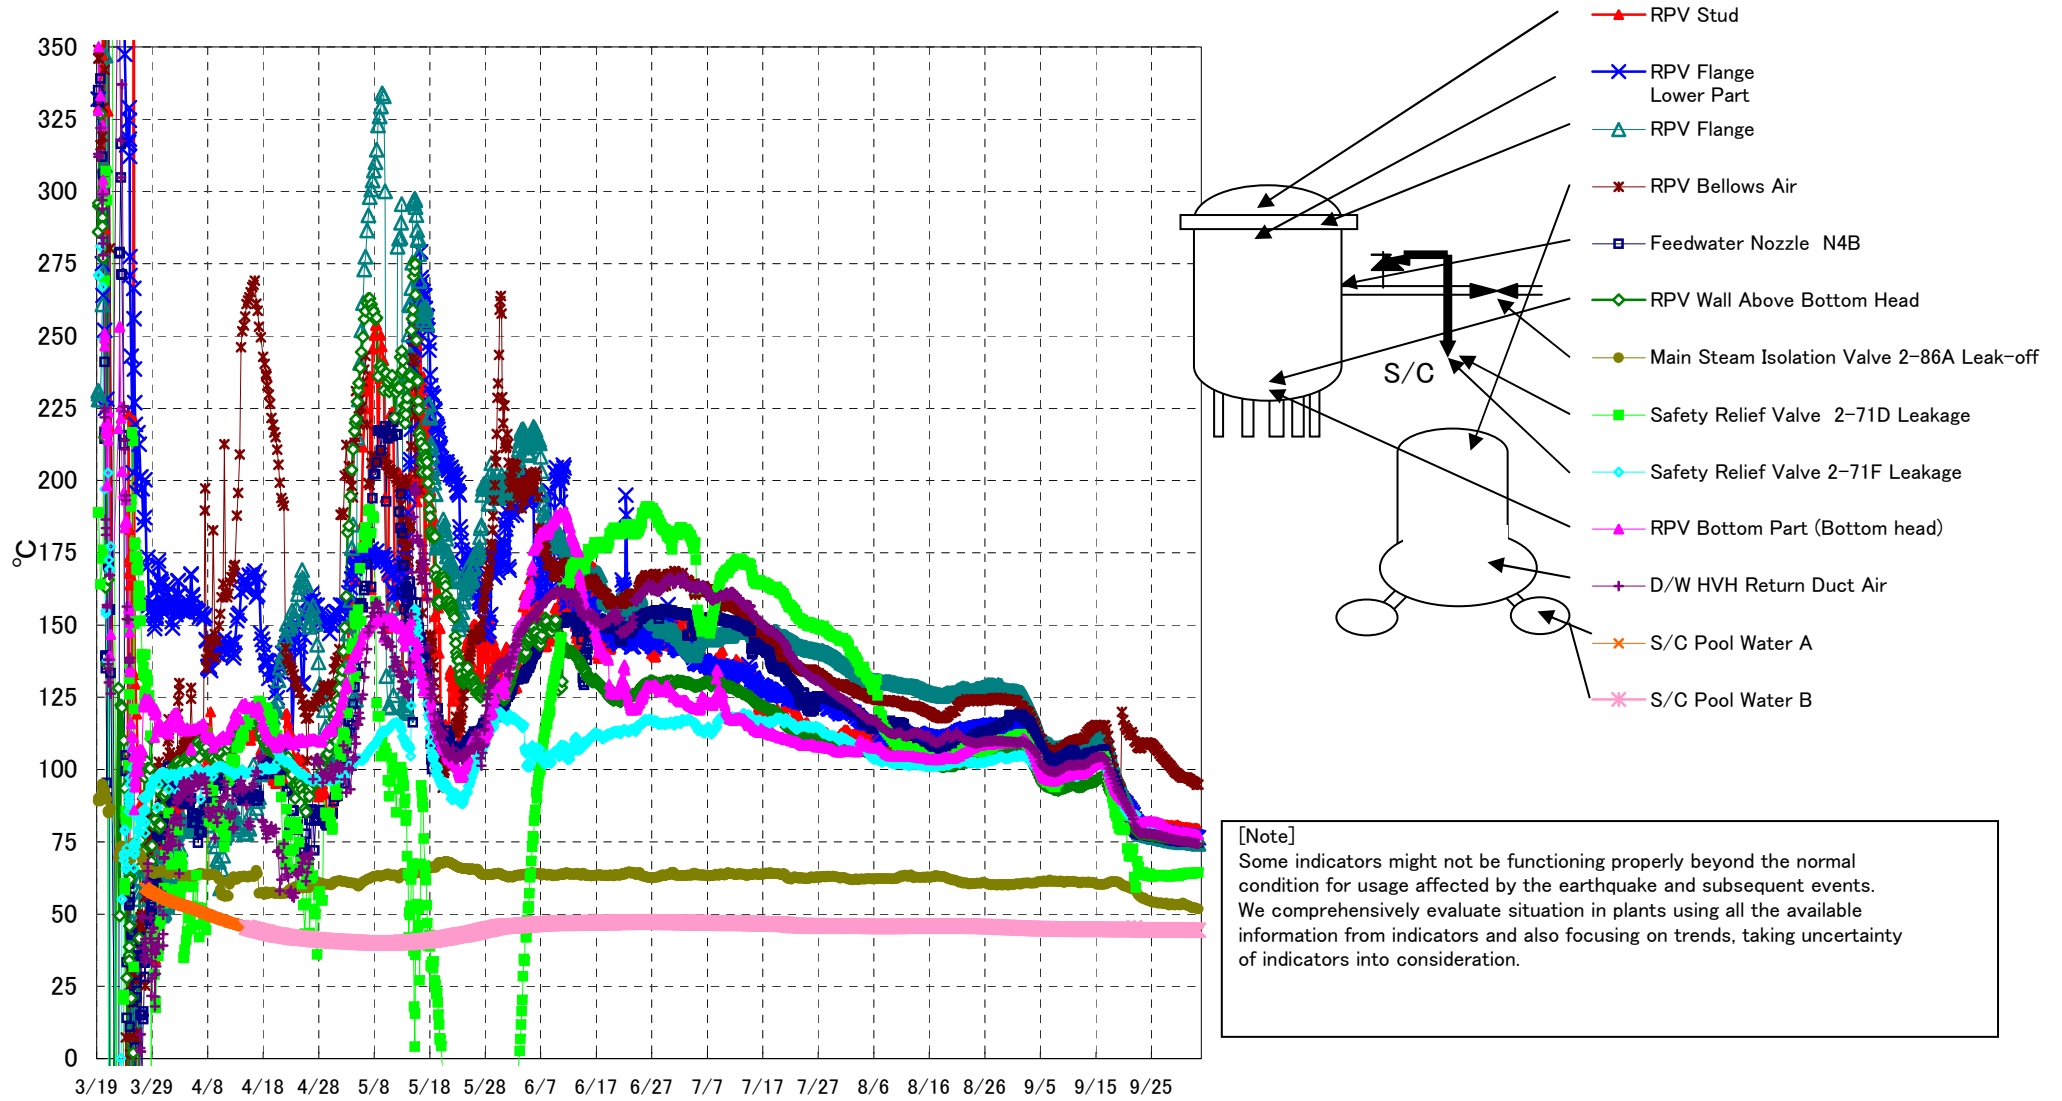 350
325
300
275
250
225
200
175
150
125
100
75
50
25
0
℃
3/19 3/29 4/8 4/18 4/28 5/8 5/18 5/28 6/7 6/17 6/27 7/7 7/17 7/27 8/6 8/16 8/26 9/5 9/15 9/25
RPV Stud
RPV Flange
Lower Part
RPV Flange
RPV Bellows Air
Feedwater Nozzle N4B
RPV Wall Above Bottom Head
Main Steam Isolation Valve 2-86A Leak-off
Safety Relief Valve 2-71D Leakage
Safety Relief Valve 2-71F Leakage
RPV Bottom Part (Bottom head)
D/W HVH Return Duct Air
S/C Pool Water A
S/C Pool Water B
S/C
[Note]
Some indicators might not be functioning properly beyond the normal
condition for usage affected by the earthquake and subsequent events.
We comprehensively evaluate situation in plants using all the available
information from indicators and also focusing on trends, taking uncertainty
of indicators into consideration.